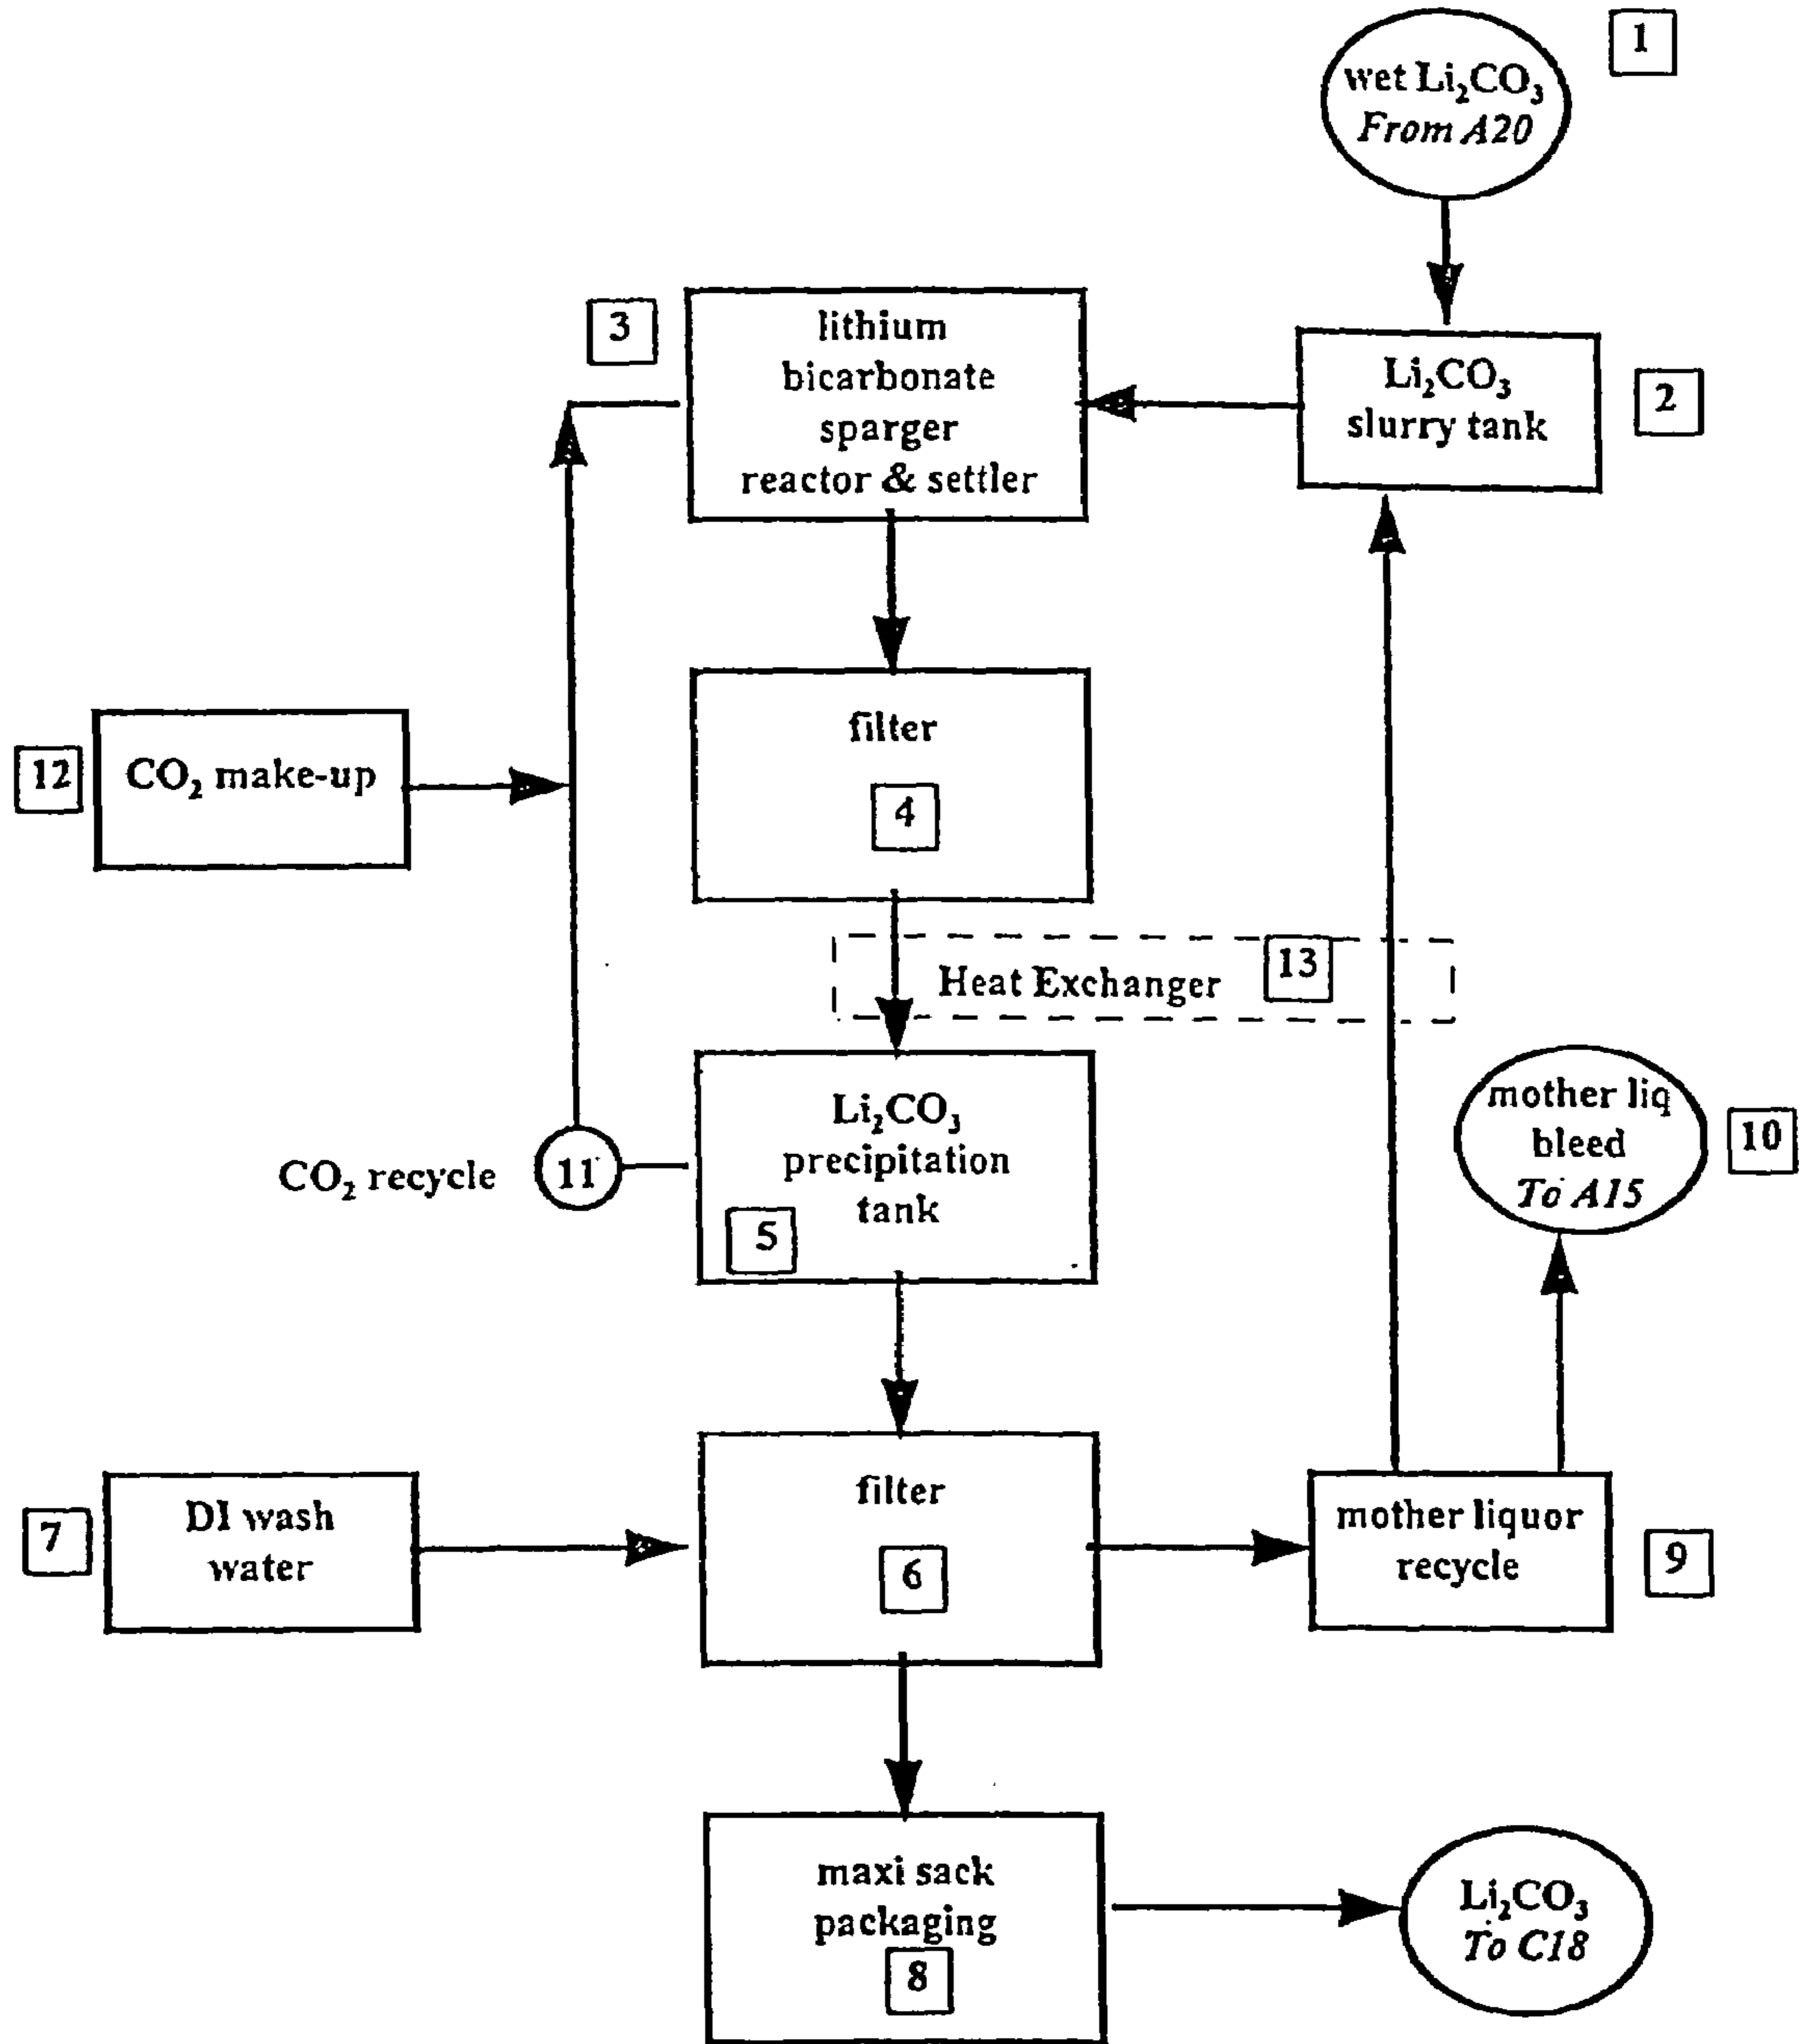 1
wet Li₂CO₃
From A20
3
lithium
bicarbonate
sparger
reactor & settler
Li₂CO₃
slurry tank
2
12
CO₂ make-up
filter
4
Heat Exchanger
13
Li₂CO₃
precipitation
tank
5
CO₂ recycle
11
mother liq
bleed
To A15
10
7
DI wash
water
filter
6
mother liquor
recycle
9
maxi sack
packaging
8
Li₂CO₃
To C18